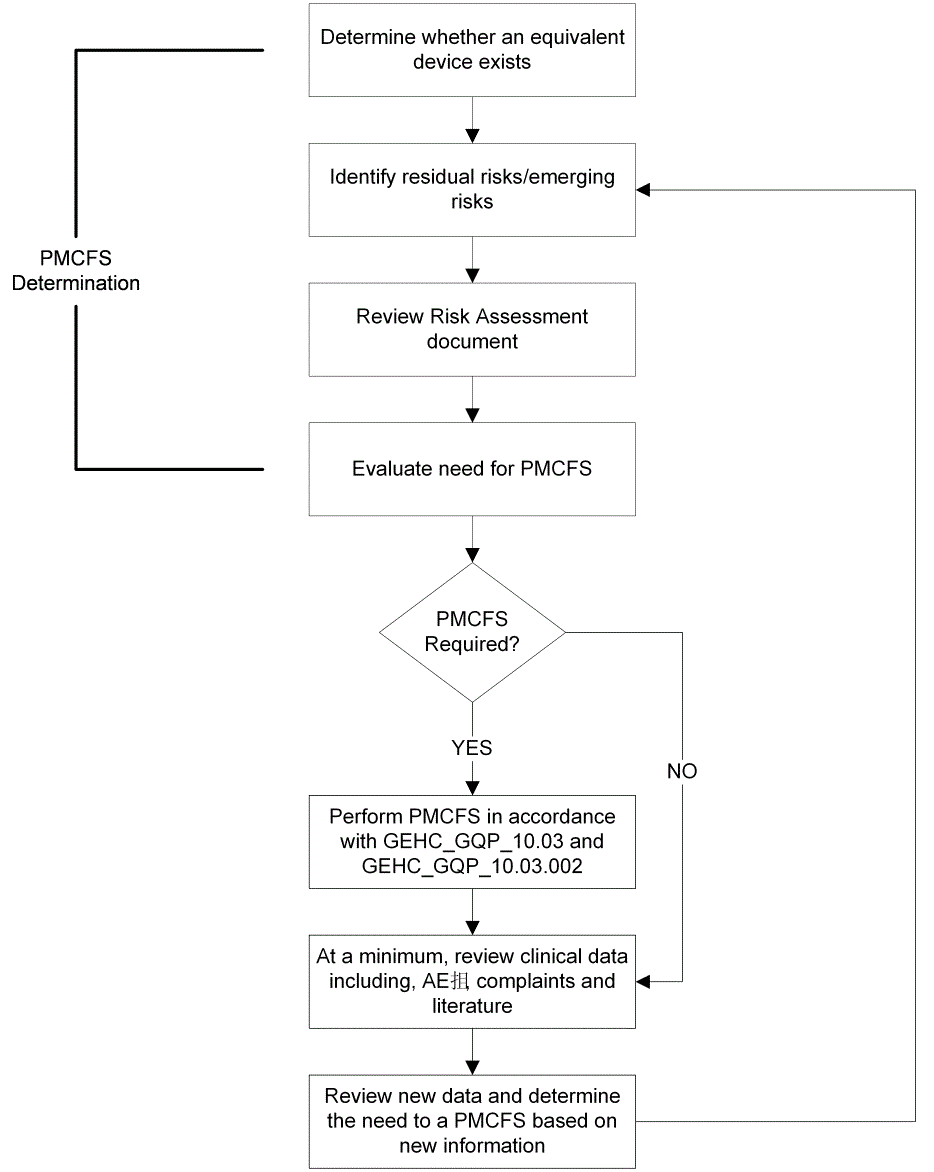 Determine whether an equivalent
device exists
Identify residual risks/emerging
risks
PMCFS
Determination
Review Risk Assessment
document
Evaluate need for PMCFS
PMCFS
Required?
YES
NO
Perform PMCFS in accordance
with GEHC_GQP_10.03 and
GEHC_GQP_10.03.002
At a minimum, review clinical data
including, AE抯, complaints and
literature
Review new data and determine
the need to a PMCFS based on
new information